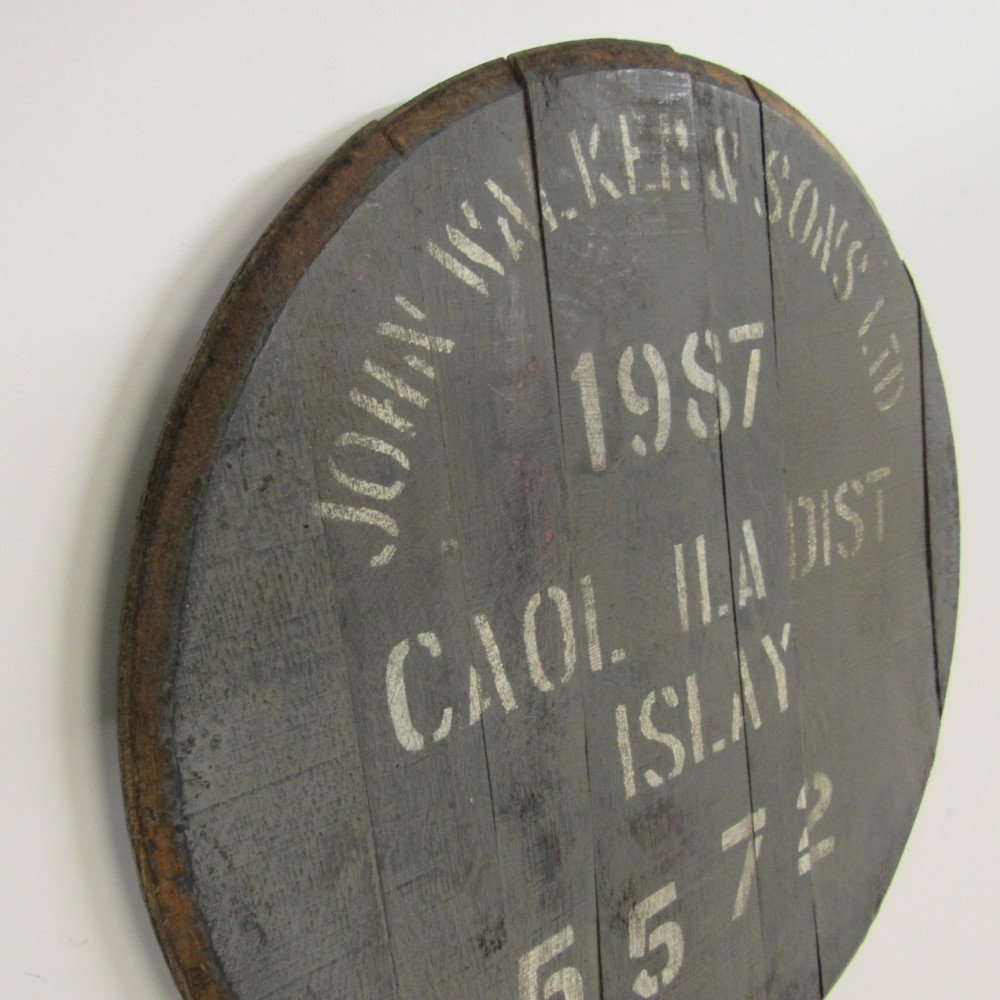 JOHN WALKER & SONS LTD
1987
CAOL ILA DIST
ISLAY
5572